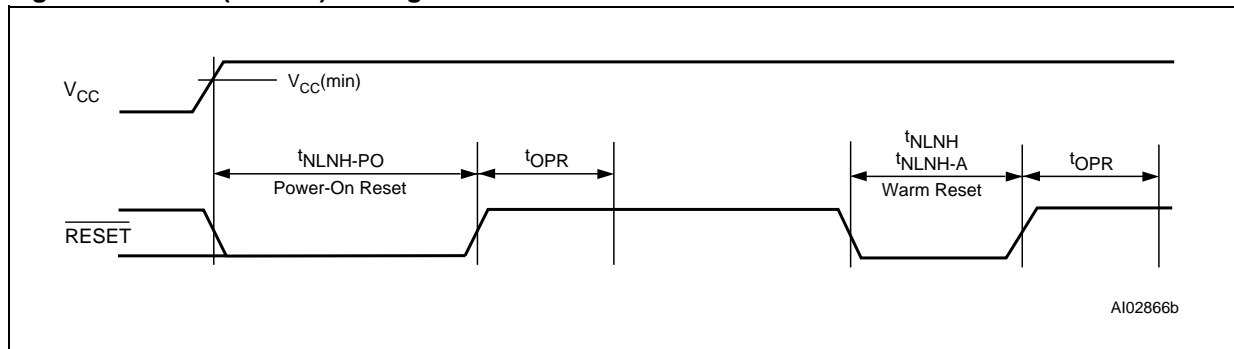 VCC
VCC(min)
tNLNH-PO
Power-On Reset
tOPR
tNLNH
tNLNH-A
Warm Reset
tOPR
RESET
AI02866b